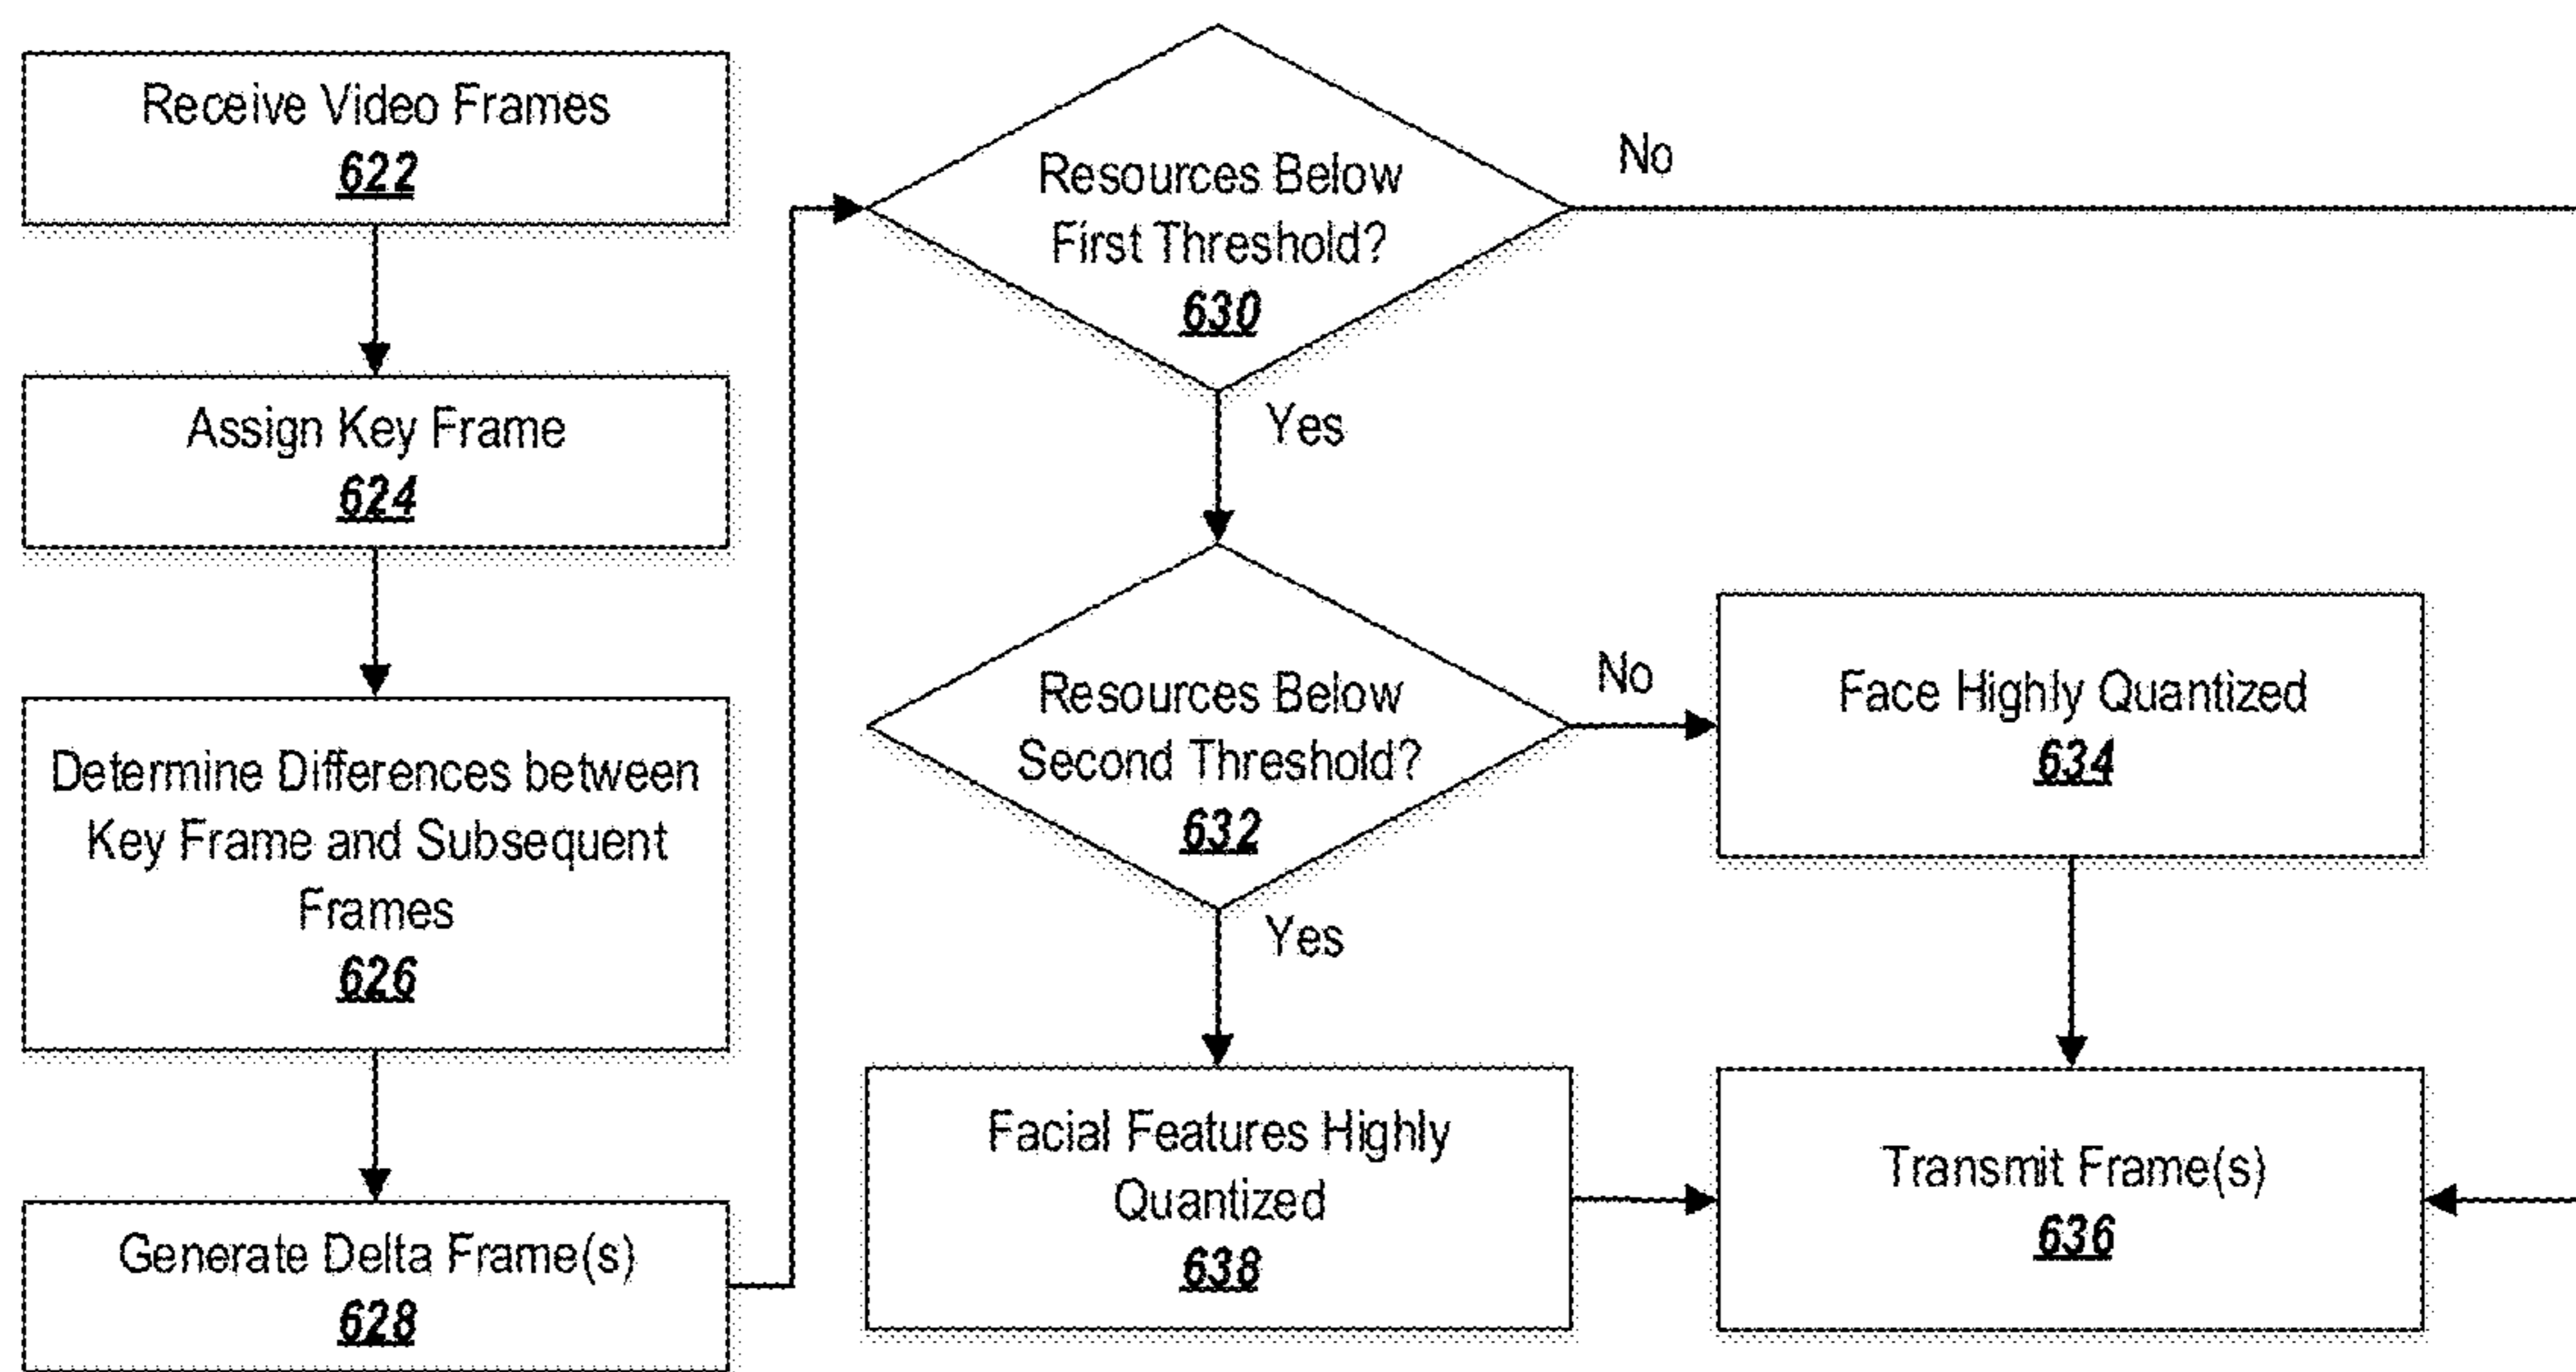 Receive Video Frames
622
Assign Key Frame
624
Determine Differences between
Key Frame and Subsequent
Frames
626
Generate Delta Frame(s)
628
Resources Below
First Threshold?
630
No
Yes
Resources Below
Second Threshold?
632
No
Yes
Face Highly Quantized
634
Facial Features Highly
Quantized
638
Transmit Frame(s)
636